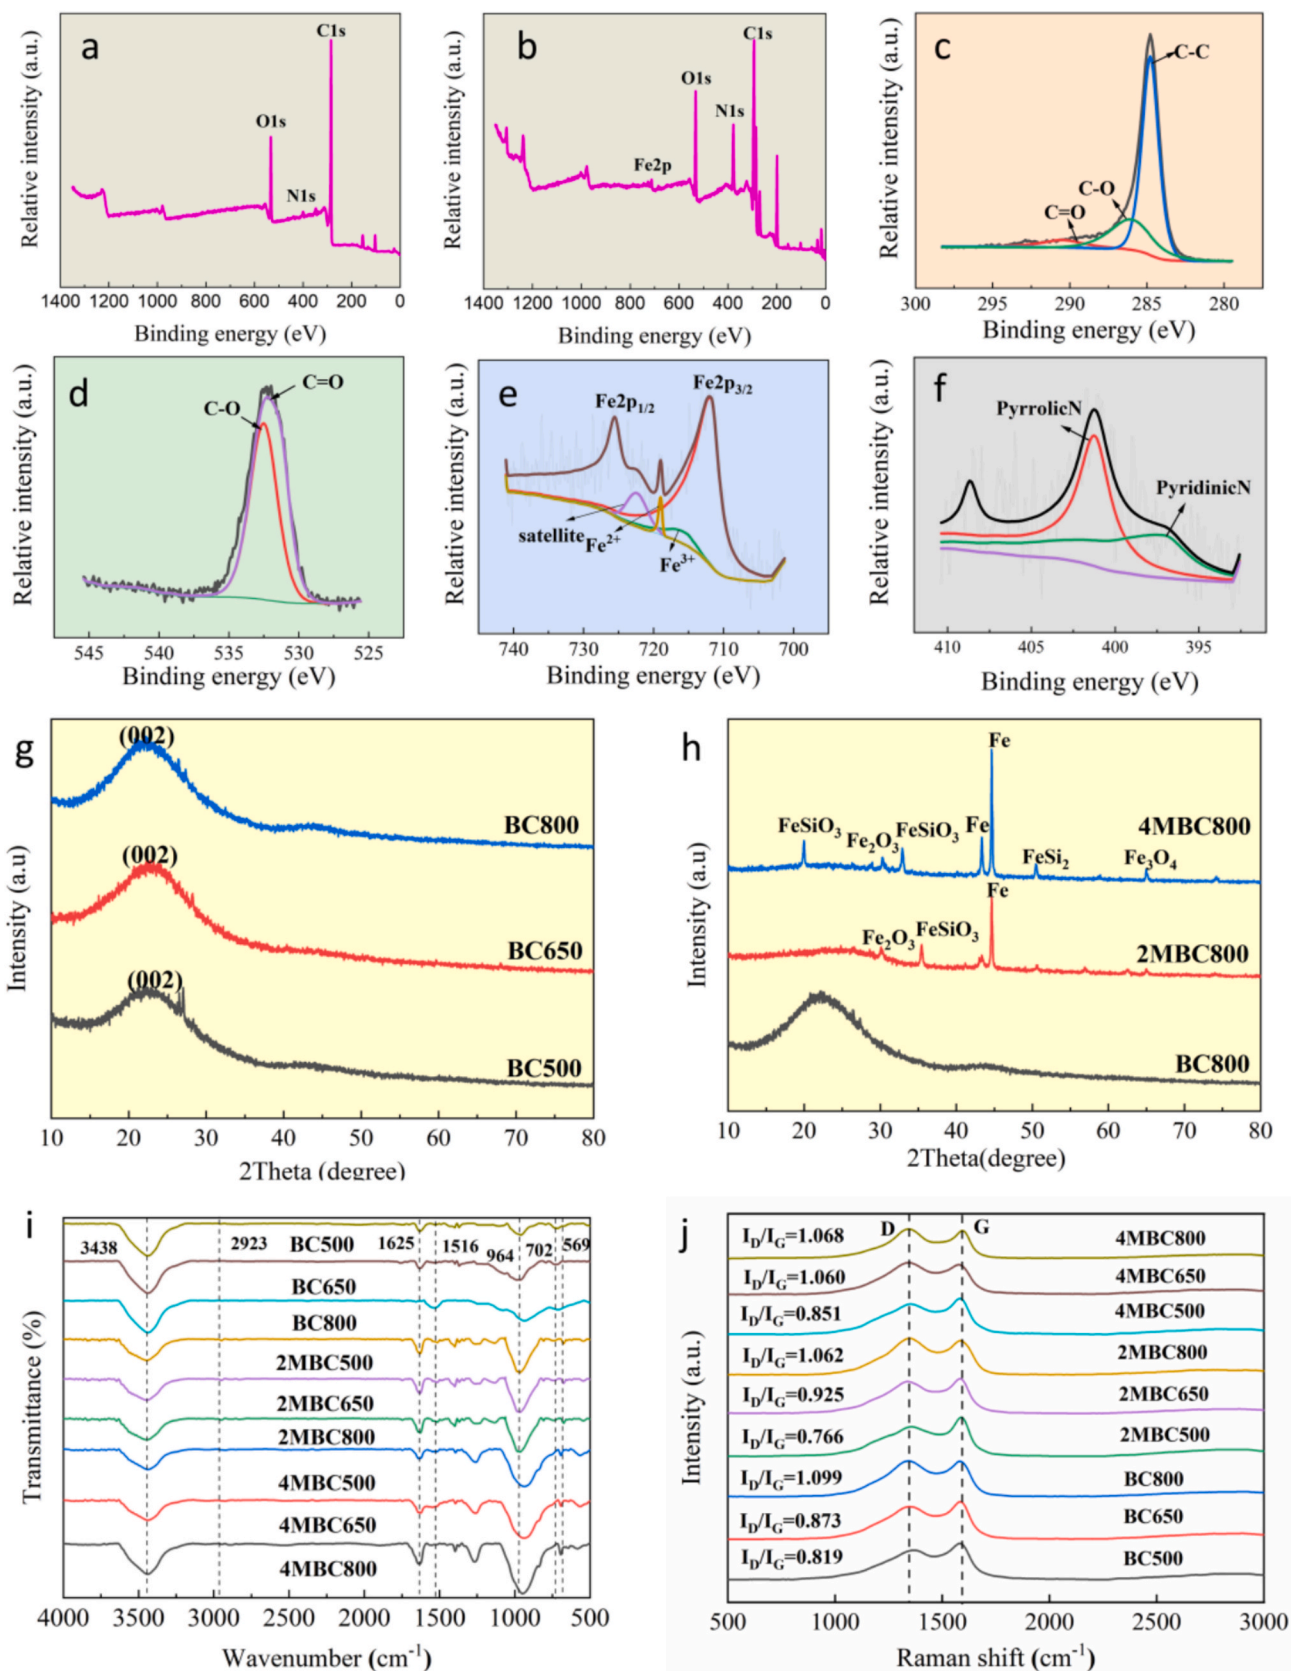 a
C1s
O1s
N1s
Relative intensity (a.u.)
1400 1200 1000 800 600 400 200 0
Binding energy (eV)
b
C1s
O1s
N1s
Fe2p
Relative intensity (a.u.)
1400 1200 1000 800 600 400 200 0
Binding energy (eV)
c
C-C
C-O
C=O
Relative intensity (a.u.)
300 295 290 285 280
Binding energy (eV)
d
C=O
C-O
Relative intensity (a.u.)
545 540 535 530 525
Binding energy (eV)
e
Fe2p3/2
Fe2p1/2
satellite
Fe2+
Fe3+
Relative intensity (a.u.)
740 730 720 710 700
Binding energy (eV)
f
PyrrolicN
PyridinicN
Relative intensity (a.u.)
410 405 400 395
Binding energy (eV)
g
(002)
BC800
(002)
BC650
(002)
BC500
Intensity (a.u)
10 20 30 40 50 60 70 80
2Theta (degree)
h
Fe
FeSiO3
Fe2O3
FeSiO3
Fe
FeSi2
Fe3O4
4MBC800
Fe
Fe2O3
FeSiO3
2MBC800
BC800
Intensity (a.u)
10 20 30 40 50 60 70 80
2Theta(degree)
i
3438 2923 1625 1516 964 702 569
BC500
BC650
BC800
2MBC500
2MBC650
2MBC800
4MBC500
4MBC650
4MBC800
Transmittance (%)
4000 3500 3000 2500 2000 1500 1000 500
Wavenumber (cm-1)
j
D G
ID/IG=1.068 4MBC800
ID/IG=1.060 4MBC650
ID/IG=0.851 4MBC500
ID/IG=1.062 2MBC800
ID/IG=0.925 2MBC650
ID/IG=0.766 2MBC500
ID/IG=1.099 BC800
ID/IG=0.873 BC650
ID/IG=0.819 BC500
Intensity (a.u.)
500 1000 1500 2000 2500 3000
Raman shift (cm-1)